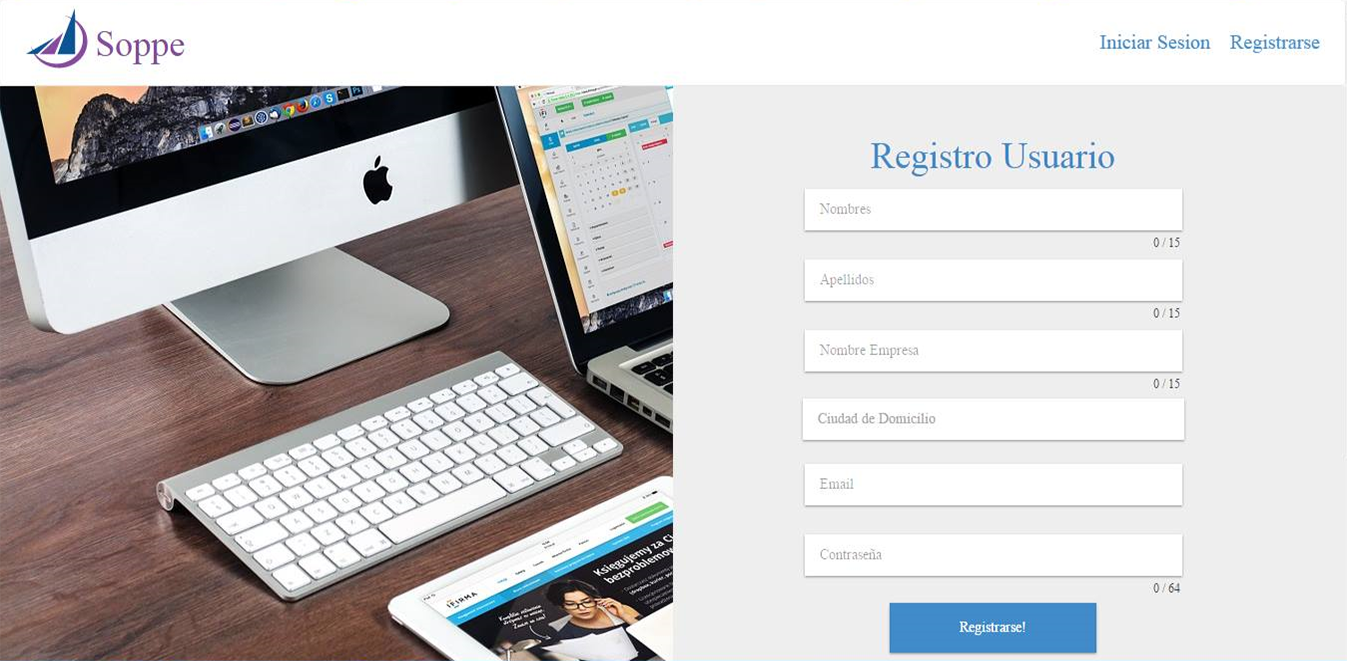 Soppe
Iniciar Sesion
Registrarse
Registro Usuario
Nombres
0 / 15
Apellidos
0 / 15
Nombre Empresa
0 / 15
Ciudad de Domicilio
Email
Contraseña
0 / 64
Registrarse!
Księgujemy za Ci
bezproblemow
IFIRMA